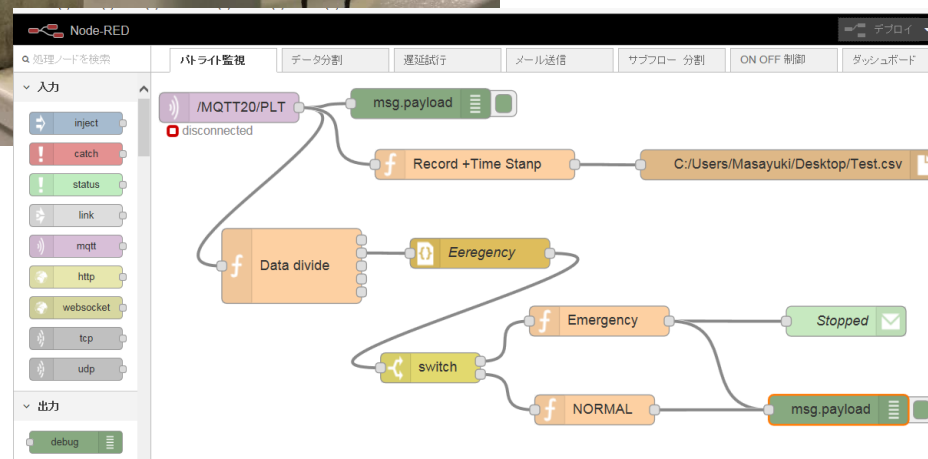 Node-RED
デプロイ
処理ノードを検索
パトライト監視
データ分割
遅延試行
メール送信
サブフロー 分割
ON OFF 制御
ダッシュボード
入力
inject
catch
status
link
mqtt
http
websocket
tcp
udp
出力
debug
/MQTT20/PLT
disconnected
msg.payload
Record +Time Stanp
C:/Users/Masayuki/Desktop/Test.csv
Data divide
Eeregency
switch
Emergency
Stopped
NORMAL
msg.payload